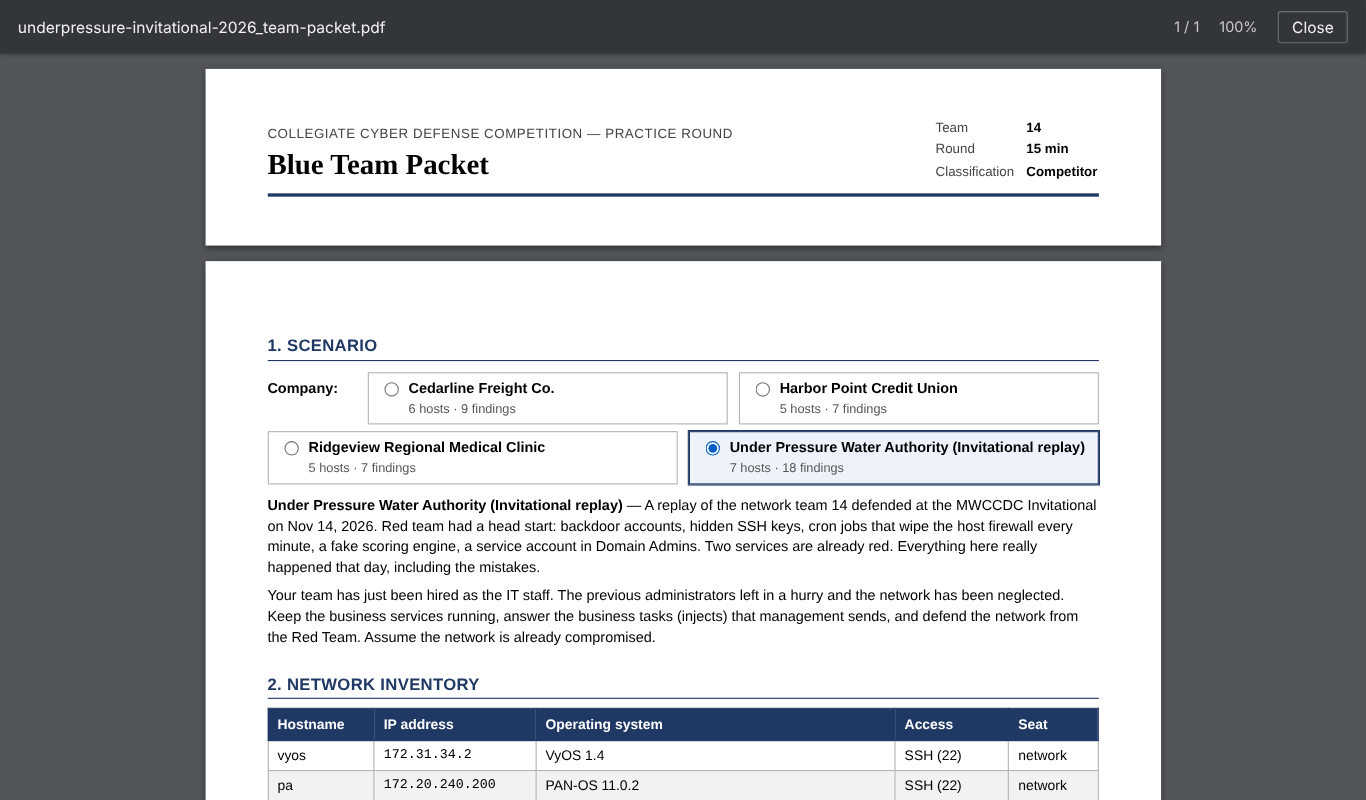 underpressure-invitational-2026_team-packet.pdf
1 / 1
100%
Close
COLLEGIATE CYBER DEFENSE COMPETITION — PRACTICE ROUND
Blue Team Packet
Team 14
Round 15 min
Classification Competitor
1. SCENARIO
Company:
Cedarline Freight Co.
6 hosts · 9 findings
Harbor Point Credit Union
5 hosts · 7 findings
Ridgeview Regional Medical Clinic
5 hosts · 7 findings
Under Pressure Water Authority (Invitational replay)
7 hosts · 18 findings
Under Pressure Water Authority (Invitational replay) — A replay of the network team 14 defended at the MWCCDC Invitational
on Nov 14, 2026. Red team had a head start: backdoor accounts, hidden SSH keys, cron jobs that wipe the host firewall every
minute, a fake scoring engine, a service account in Domain Admins. Two services are already red. Everything here really
happened that day, including the mistakes.
Your team has just been hired as the IT staff. The previous administrators left in a hurry and the network has been neglected.
Keep the business services running, answer the business tasks (injects) that management sends, and defend the network from
the Red Team. Assume the network is already compromised.
2. NETWORK INVENTORY
Hostname IP address Operating system Access Seat
vyos 172.31.34.2 VyOS 1.4 SSH (22) network
pa 172.20.240.200 PAN-OS 11.0.2 SSH (22) network